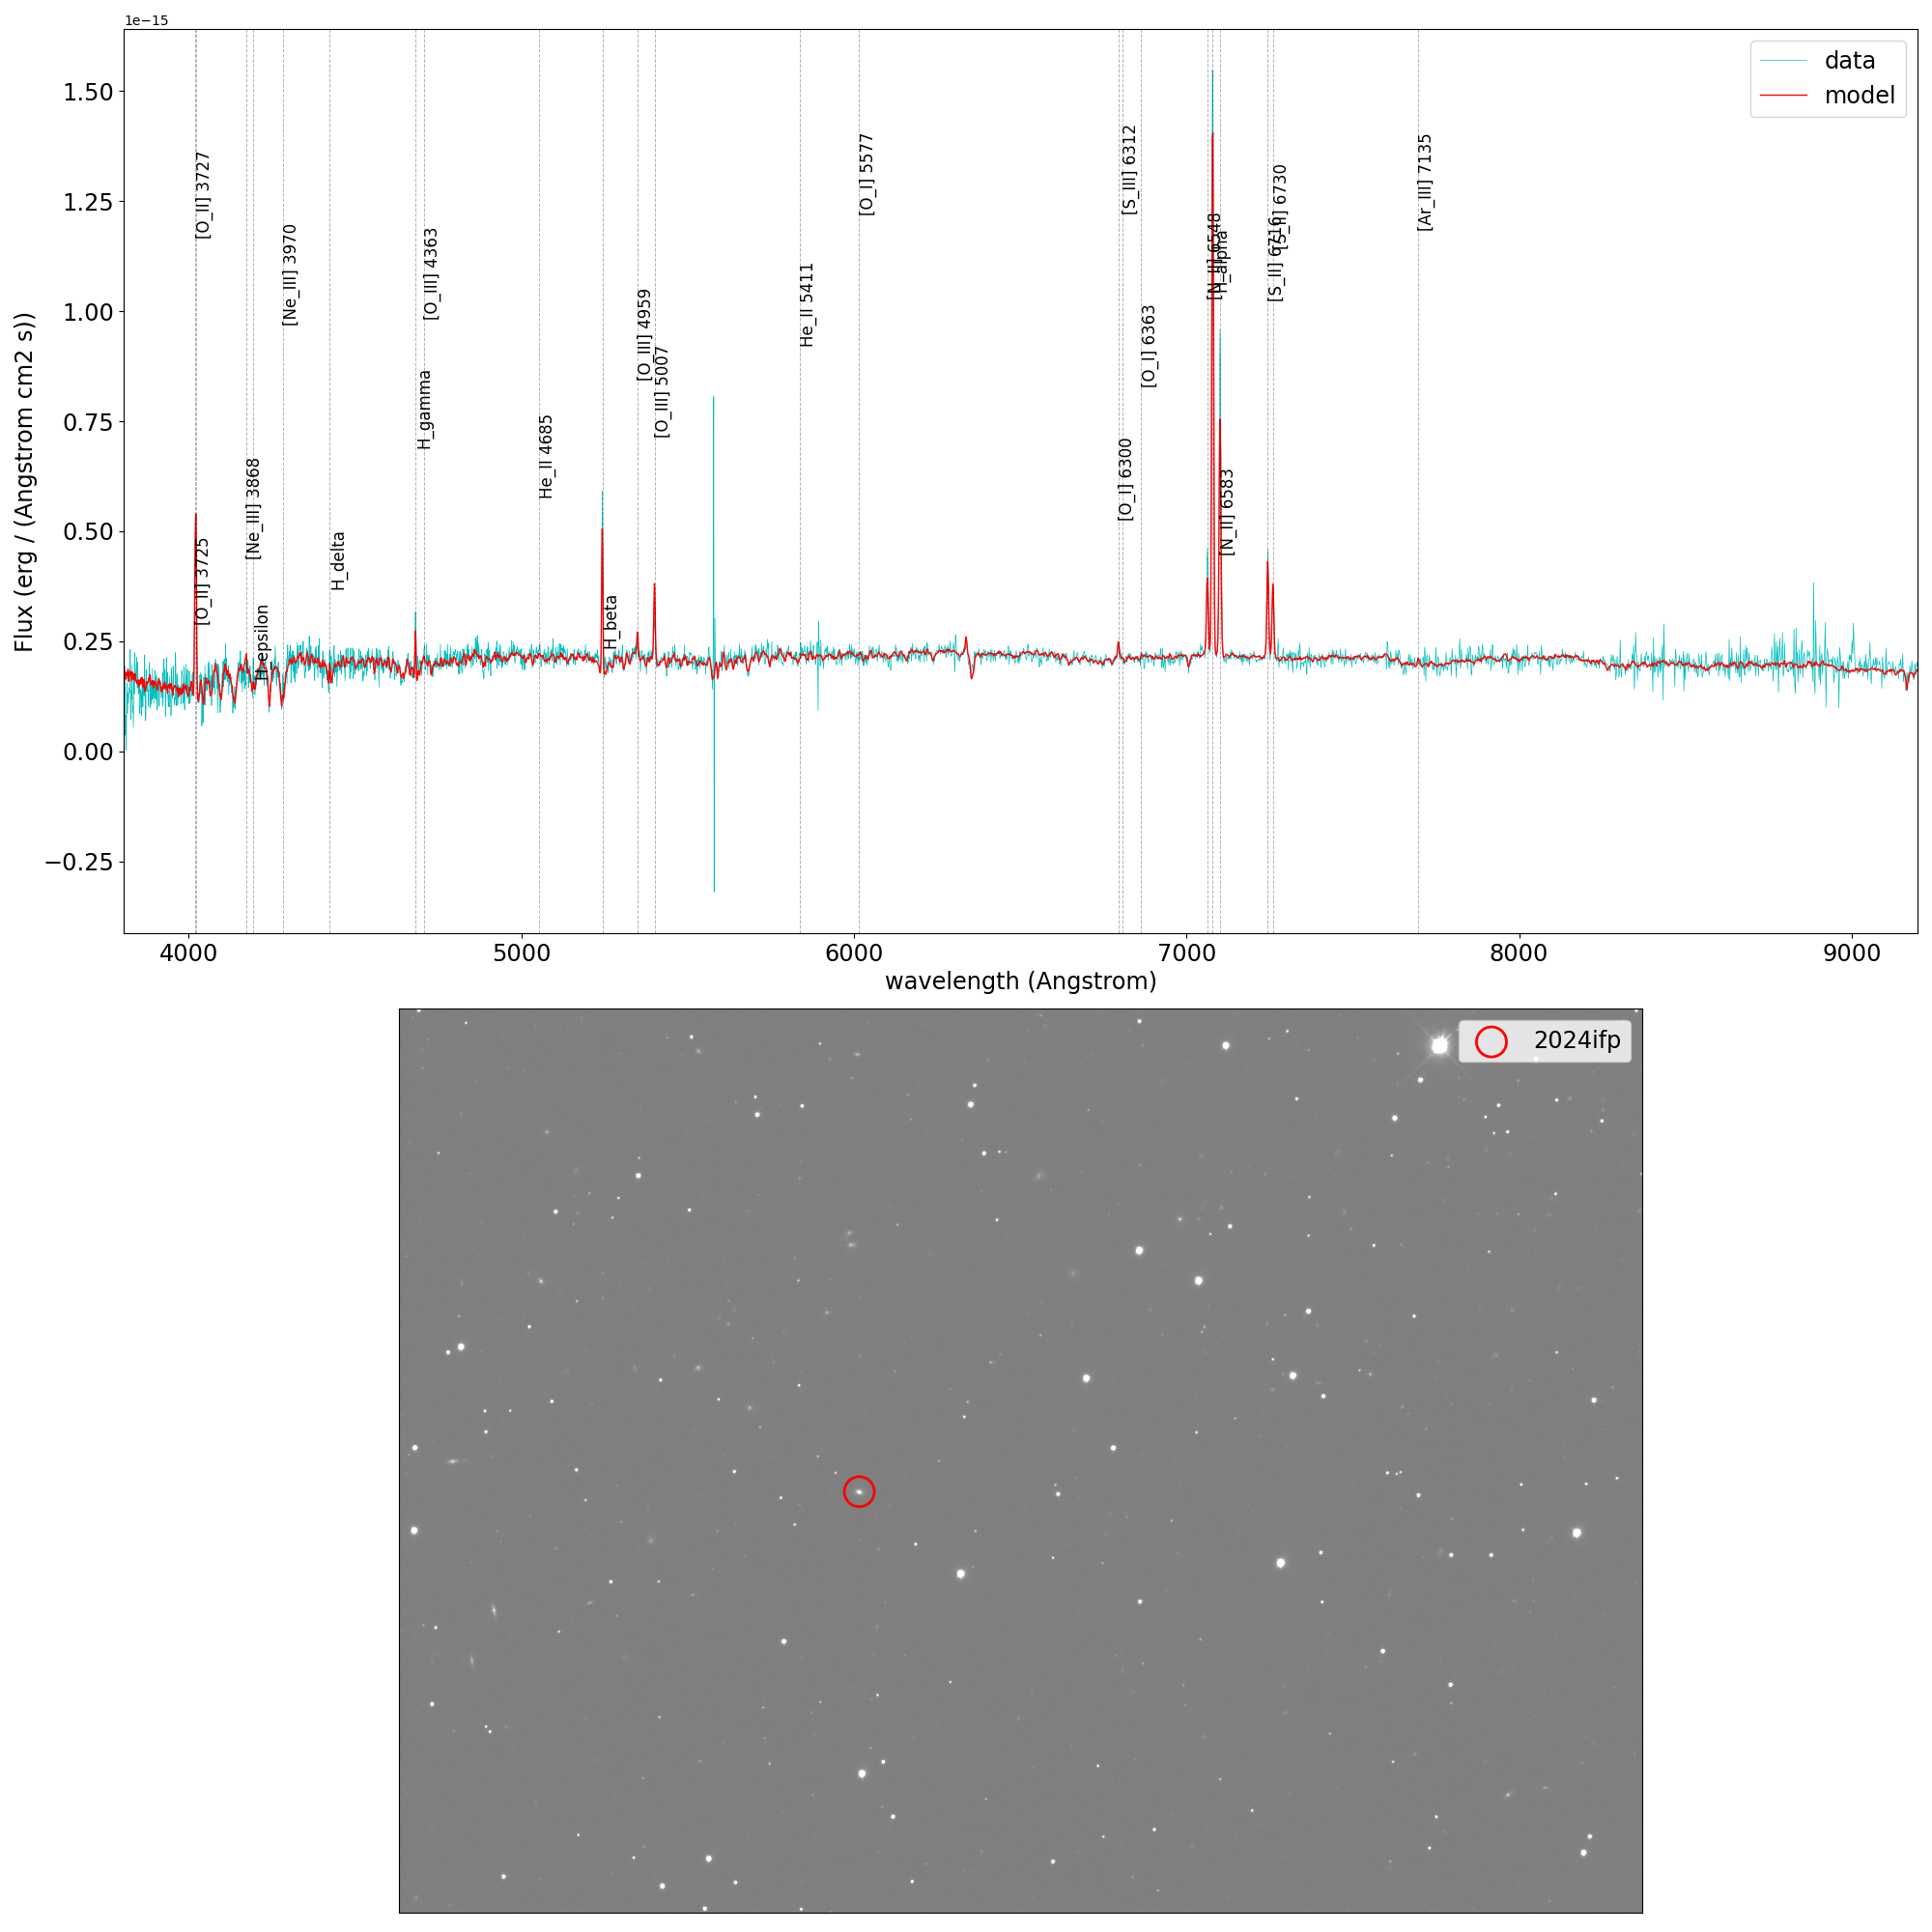 1e−15
data
model
1.50
1.25
1.00
0.75
0.50
0.25
0.00
−0.25
Flux (erg / (Angstrom cm2 s))
[O_II] 3725
[O_II] 3727
[Ne_III] 3868
H_epsilon
[Ne_III] 3970
H_delta
H_gamma
[O_III] 4363
He_II 4685
H_beta
[O_III] 4959
[O_III] 5007
He_II 5411
[O_I] 5577
[O_I] 6300
[S_III] 6312
[O_I] 6363
[N_II] 6548
H_alpha
[N_II] 6583
[S_II] 6716
[S_II] 6730
[Ar_III] 7135
4000 5000 6000 7000 8000 9000
wavelength (Angstrom)
2024ifp